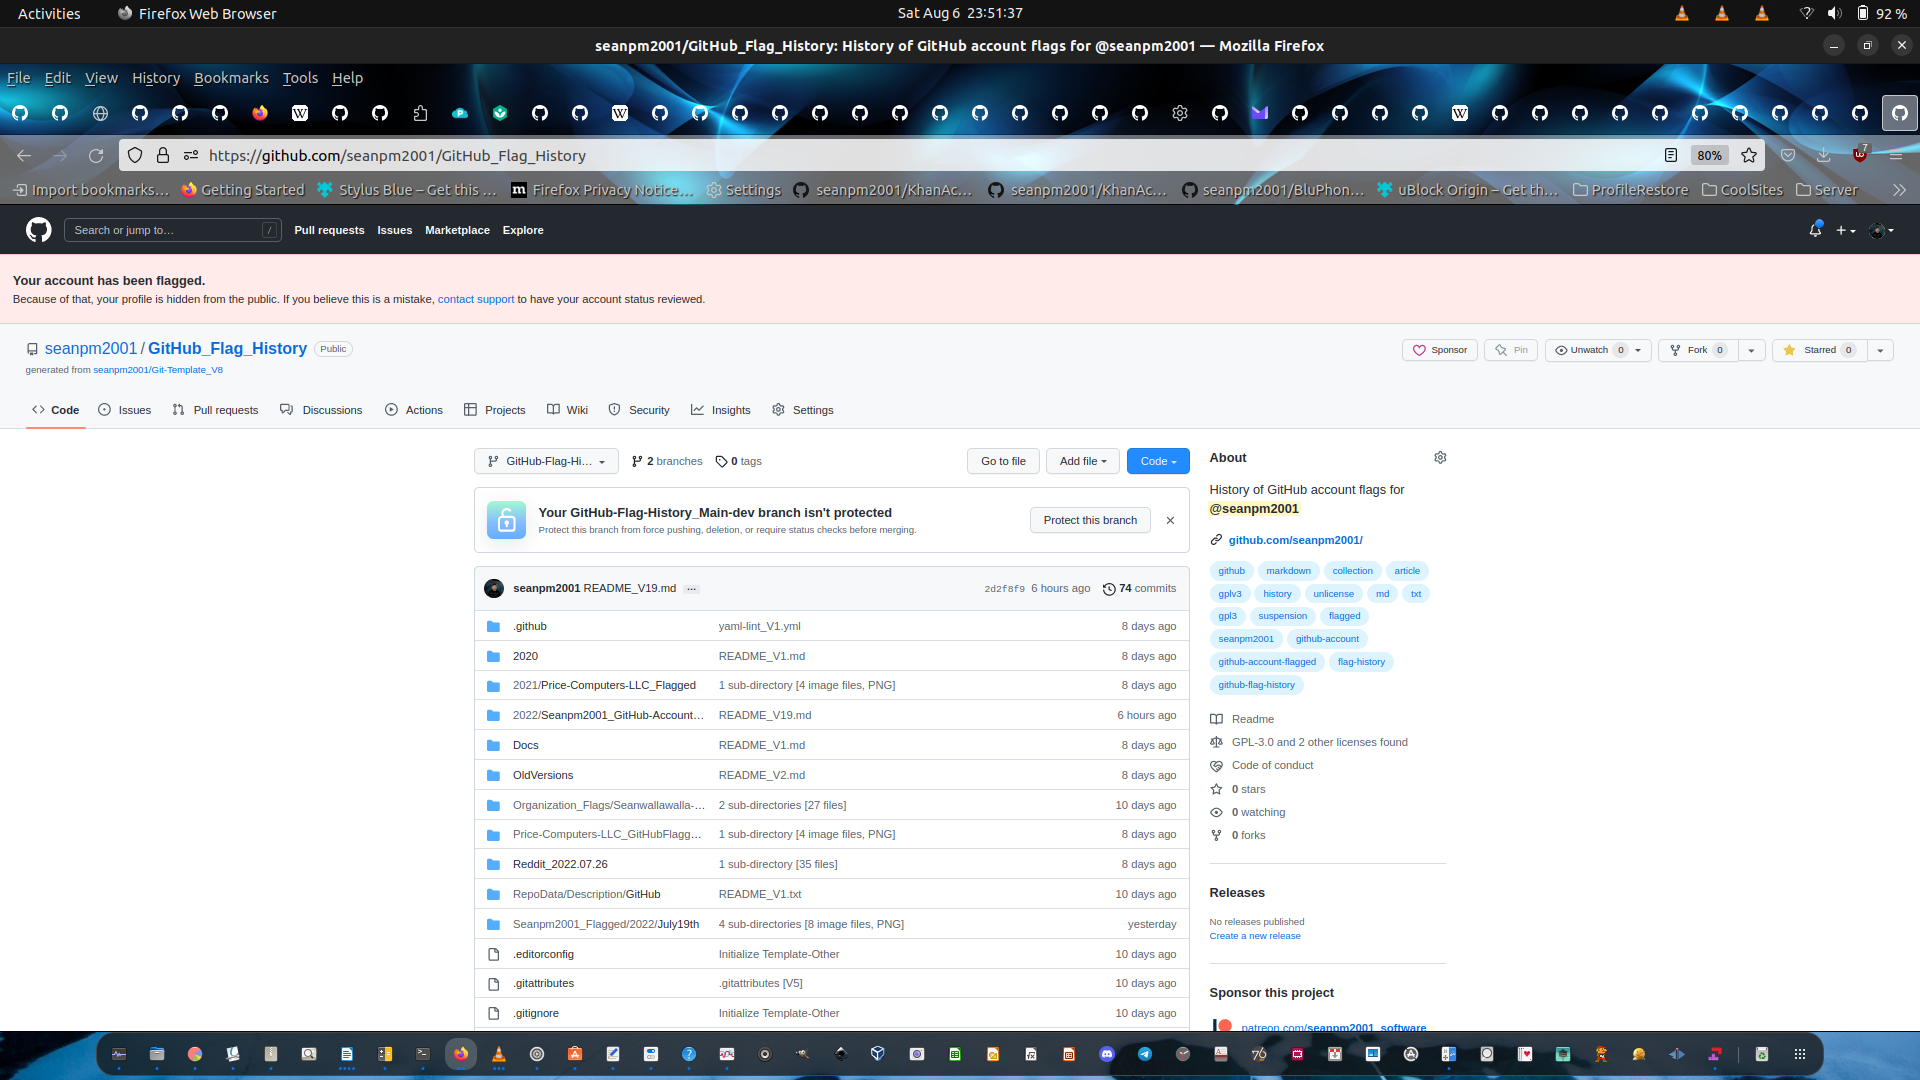 Activities Firefox Web Browser Sat Aug 6 23:51:37 92 %
seanpm2001/GitHub_Flag_History: History of GitHub account flags for @seanpm2001 — Mozilla Firefox
File Edit View History Bookmarks Tools Help
https://github.com/seanpm2001/GitHub_Flag_History 80% 7
Import bookmarks… Getting Started Stylus Blue – Get this … Firefox Privacy Notice… Settings seanpm2001/KhanAc… seanpm2001/KhanAc… seanpm2001/BluPhon… uBlock Origin – Get th… ProfileRestore CoolSites Server
Search or jump to… / Pull requests Issues Marketplace Explore
Your account has been flagged.
Because of that, your profile is hidden from the public. If you believe this is a mistake, contact support to have your account status reviewed.
seanpm2001 / GitHub_Flag_History Public Sponsor Pin Unwatch 0 Fork 0 Starred 0
generated from seanpm2001/Git-Template_V8
Code Issues Pull requests Discussions Actions Projects Wiki Security Insights Settings
GitHub-Flag-Hi… 2 branches 0 tags Go to file Add file Code
Your GitHub-Flag-History_Main-dev branch isn't protected
Protect this branch from force pushing, deletion, or require status checks before merging.
Protect this branch
seanpm2001 README_V19.md … 2d2f8f9 6 hours ago 74 commits
.github yaml-lint_V1.yml 8 days ago
2020 README_V1.md 8 days ago
2021/Price-Computers-LLC_Flagged 1 sub-directory [4 image files, PNG] 8 days ago
2022/Seanpm2001_GitHub-Account… README_V19.md 6 hours ago
Docs README_V1.md 8 days ago
OldVersions README_V2.md 8 days ago
Organization_Flags/Seanwallawalla-… 2 sub-directories [27 files] 10 days ago
Price-Computers-LLC_GitHubFlagg… 1 sub-directory [4 image files, PNG] 8 days ago
Reddit_2022.07.26 1 sub-directory [35 files] 8 days ago
RepoData/Description/GitHub README_V1.txt 10 days ago
Seanpm2001_Flagged/2022/July19th 4 sub-directories [8 image files, PNG] yesterday
.editorconfig Initialize Template-Other 10 days ago
.gitattributes .gitattributes [V5] 10 days ago
.gitignore Initialize Template-Other 10 days ago
About
History of GitHub account flags for
@seanpm2001
github.com/seanpm2001/
github markdown collection article
gplv3 history unlicense md txt
gpl3 suspension flagged
seanpm2001 github-account
github-account-flagged flag-history
github-flag-history
Readme
GPL-3.0 and 2 other licenses found
Code of conduct
0 stars
0 watching
0 forks
Releases
No releases published
Create a new release
Sponsor this project
patreon.com/seanpm2001_software